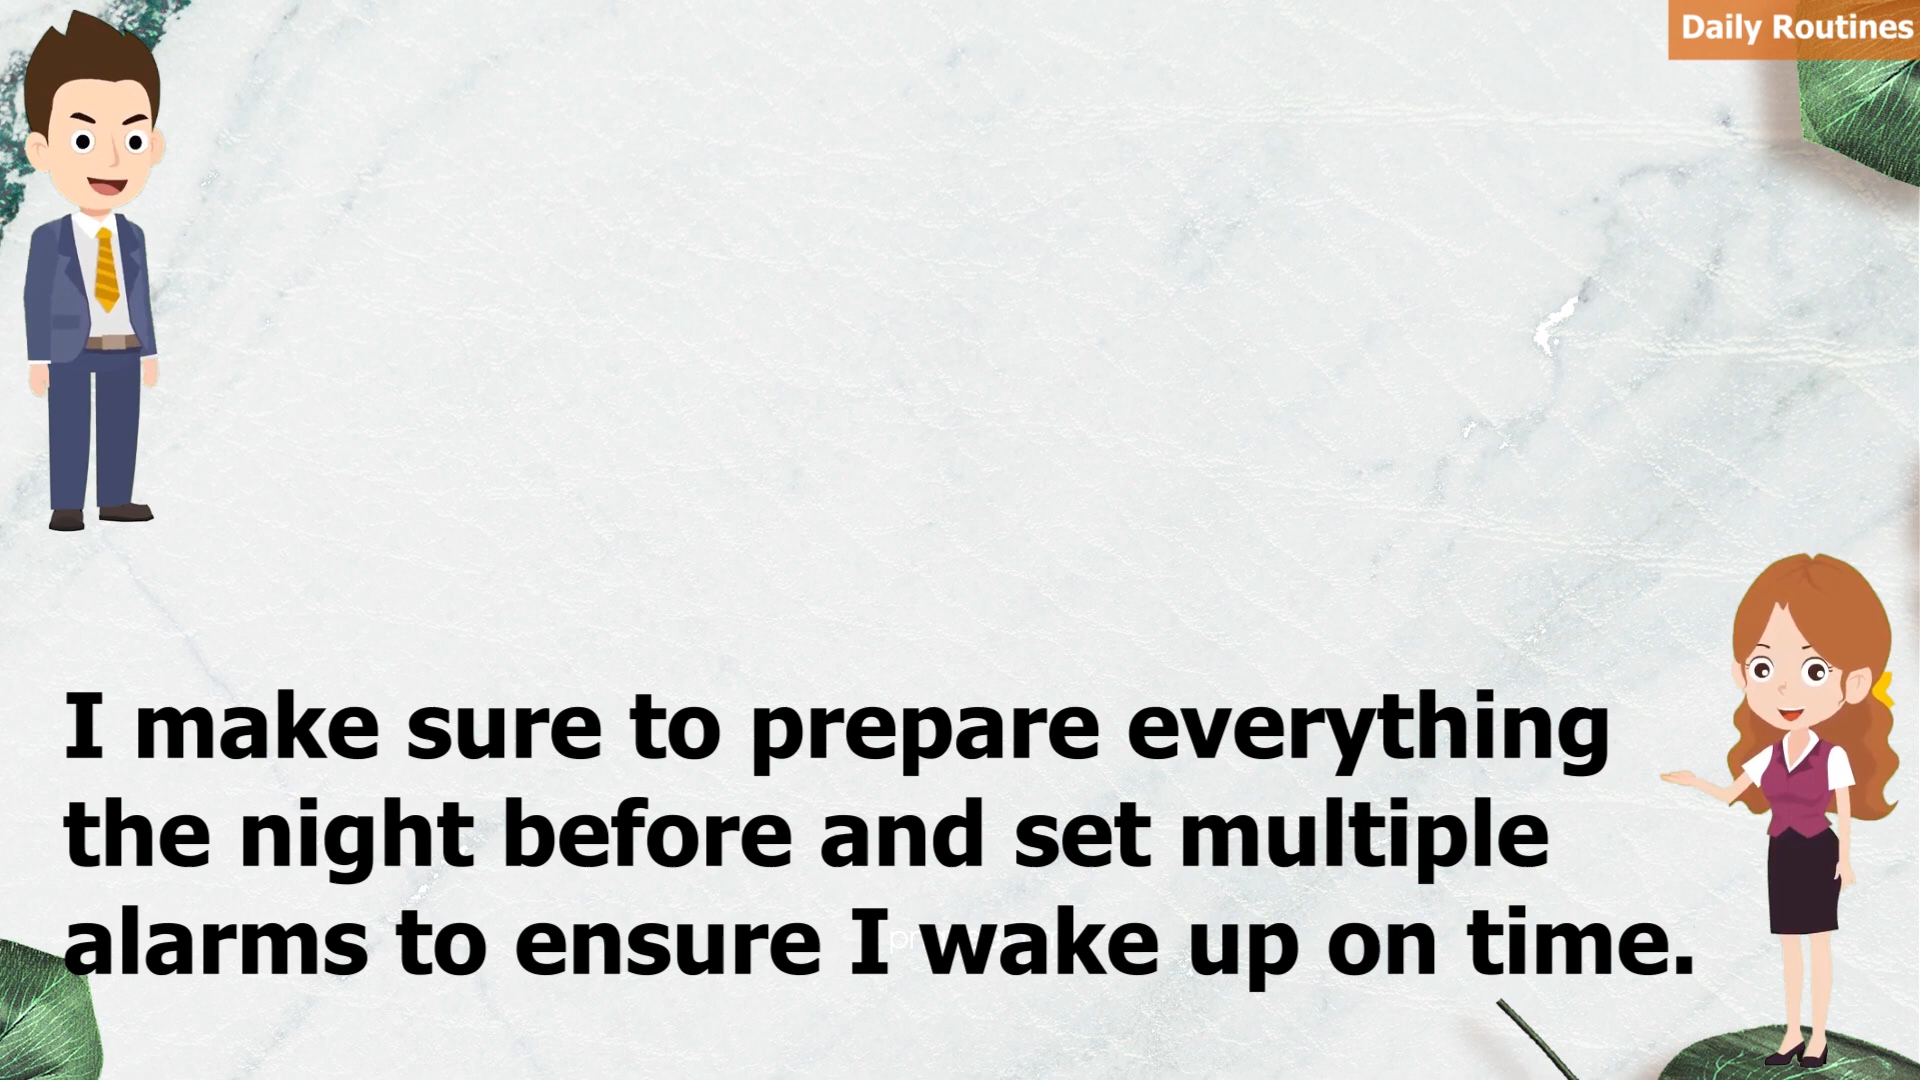 Daily Routines
I make sure to prepare everything
the night before and set multiple
alarms to ensure I wake up on time.